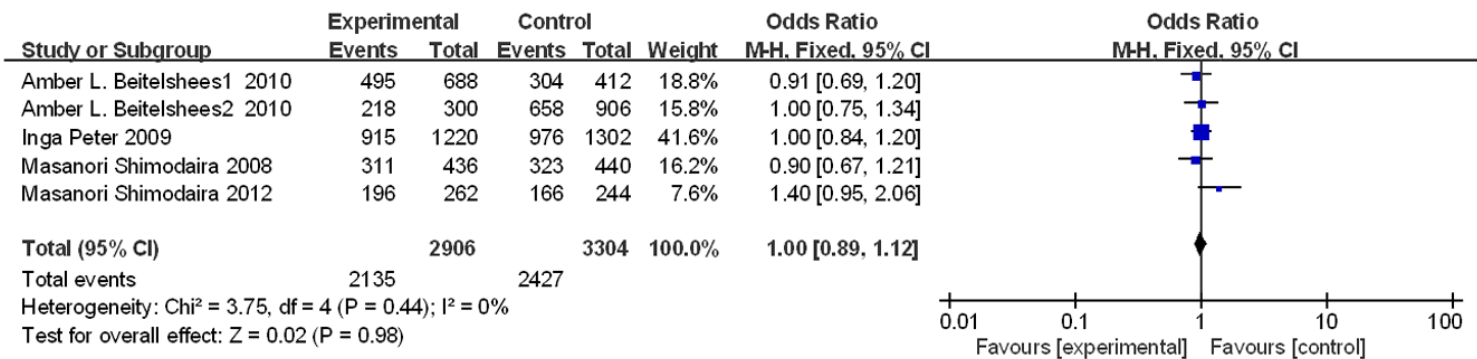 Experimental Control Odds Ratio Odds Ratio
Study or Subgroup Events Total Events Total Weight M-H, Fixed, 95% CI M-H, Fixed, 95% CI
Amber L. Beitelshees1 2010 495 688 304 412 18.8% 0.91 [0.69, 1.20]
Amber L. Beitelshees2 2010 218 300 658 906 15.8% 1.00 [0.75, 1.34]
Inga Peter 2009 915 1220 976 1302 41.6% 1.00 [0.84, 1.20]
Masanori Shimodaira 2008 311 436 323 440 16.2% 0.90 [0.67, 1.21]
Masanori Shimodaira 2012 196 262 166 244 7.6% 1.40 [0.95, 2.06]
Total (95% CI) 2906 3304 100.0% 1.00 [0.89, 1.12]
Total events 2135 2427
Heterogeneity: Chi² = 3.75, df = 4 (P = 0.44); I² = 0%
Test for overall effect: Z = 0.02 (P = 0.98)
0.01 0.1 1 10 100
Favours [experimental] Favours [control]